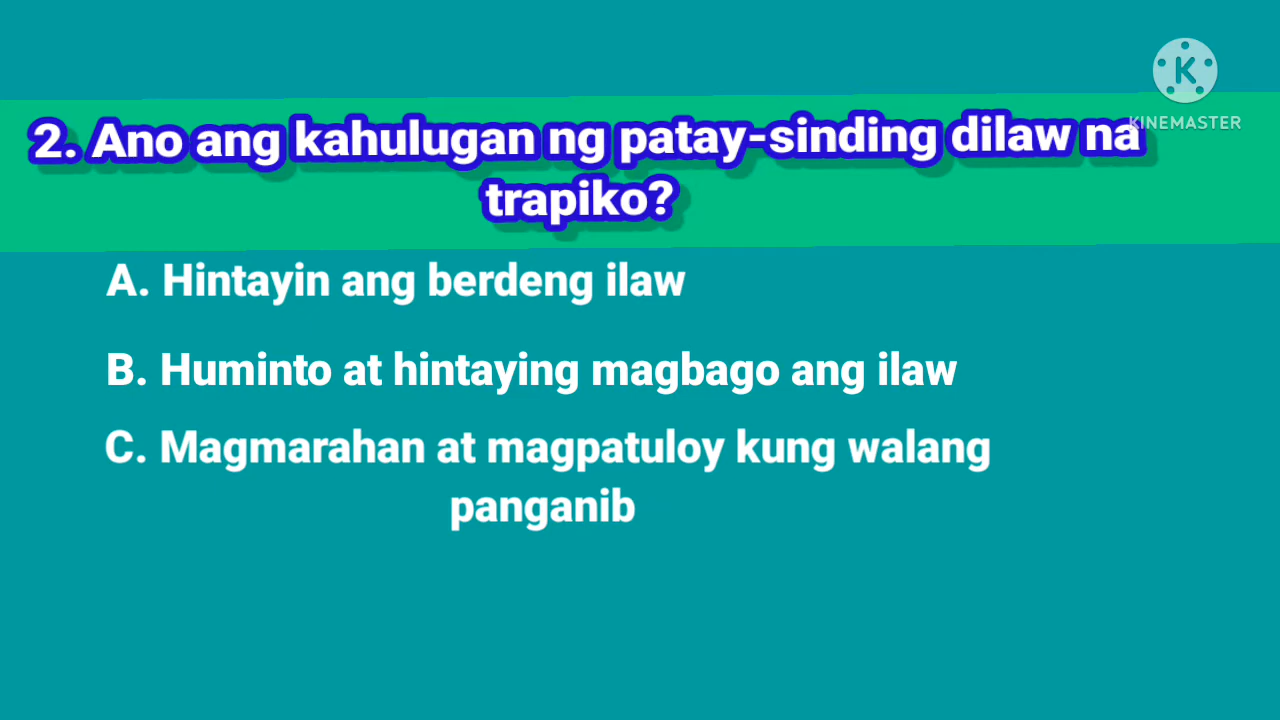 KINEMASTER
2. Ano ang kahulugan ng patay-sinding dilaw na
trapiko?
A. Hintayin ang berdeng ilaw
B. Huminto at hintaying magbago ang ilaw
C. Magmarahan at magpatuloy kung walang
panganib